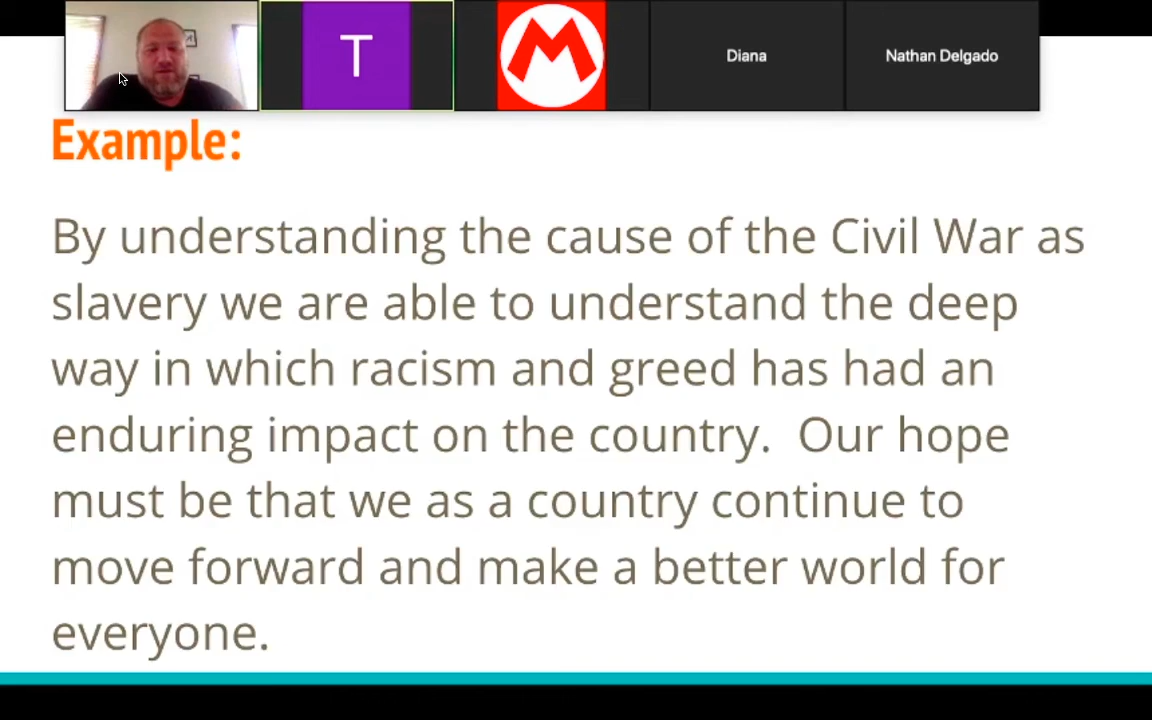 T
M
Diana
Nathan Delgado
Example:
By understanding the cause of the Civil War as
slavery we are able to understand the deep
way in which racism and greed has had an
enduring impact on the country.  Our hope
must be that we as a country continue to
move forward and make a better world for
everyone.